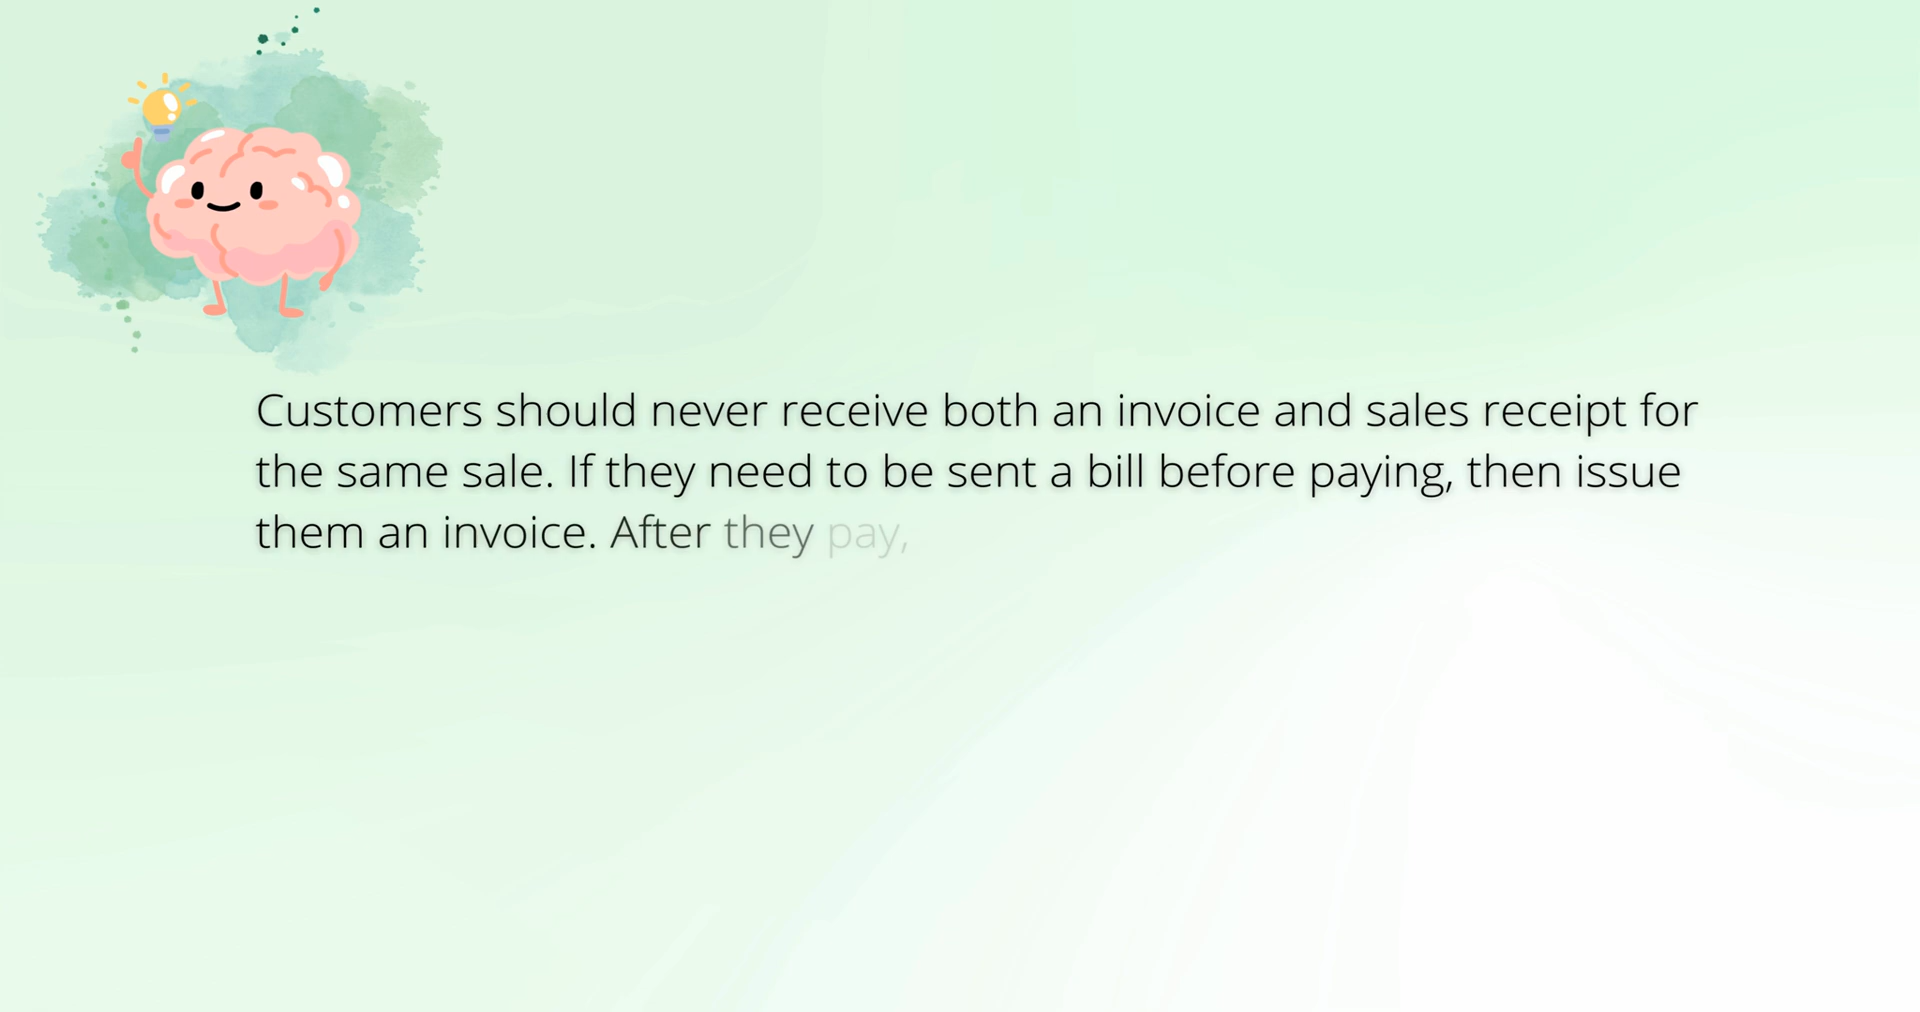 Customers should never receive both an invoice and sales receipt for
the same sale. If they need to be sent a bill before paying, then issue
them an invoice. After they pay,